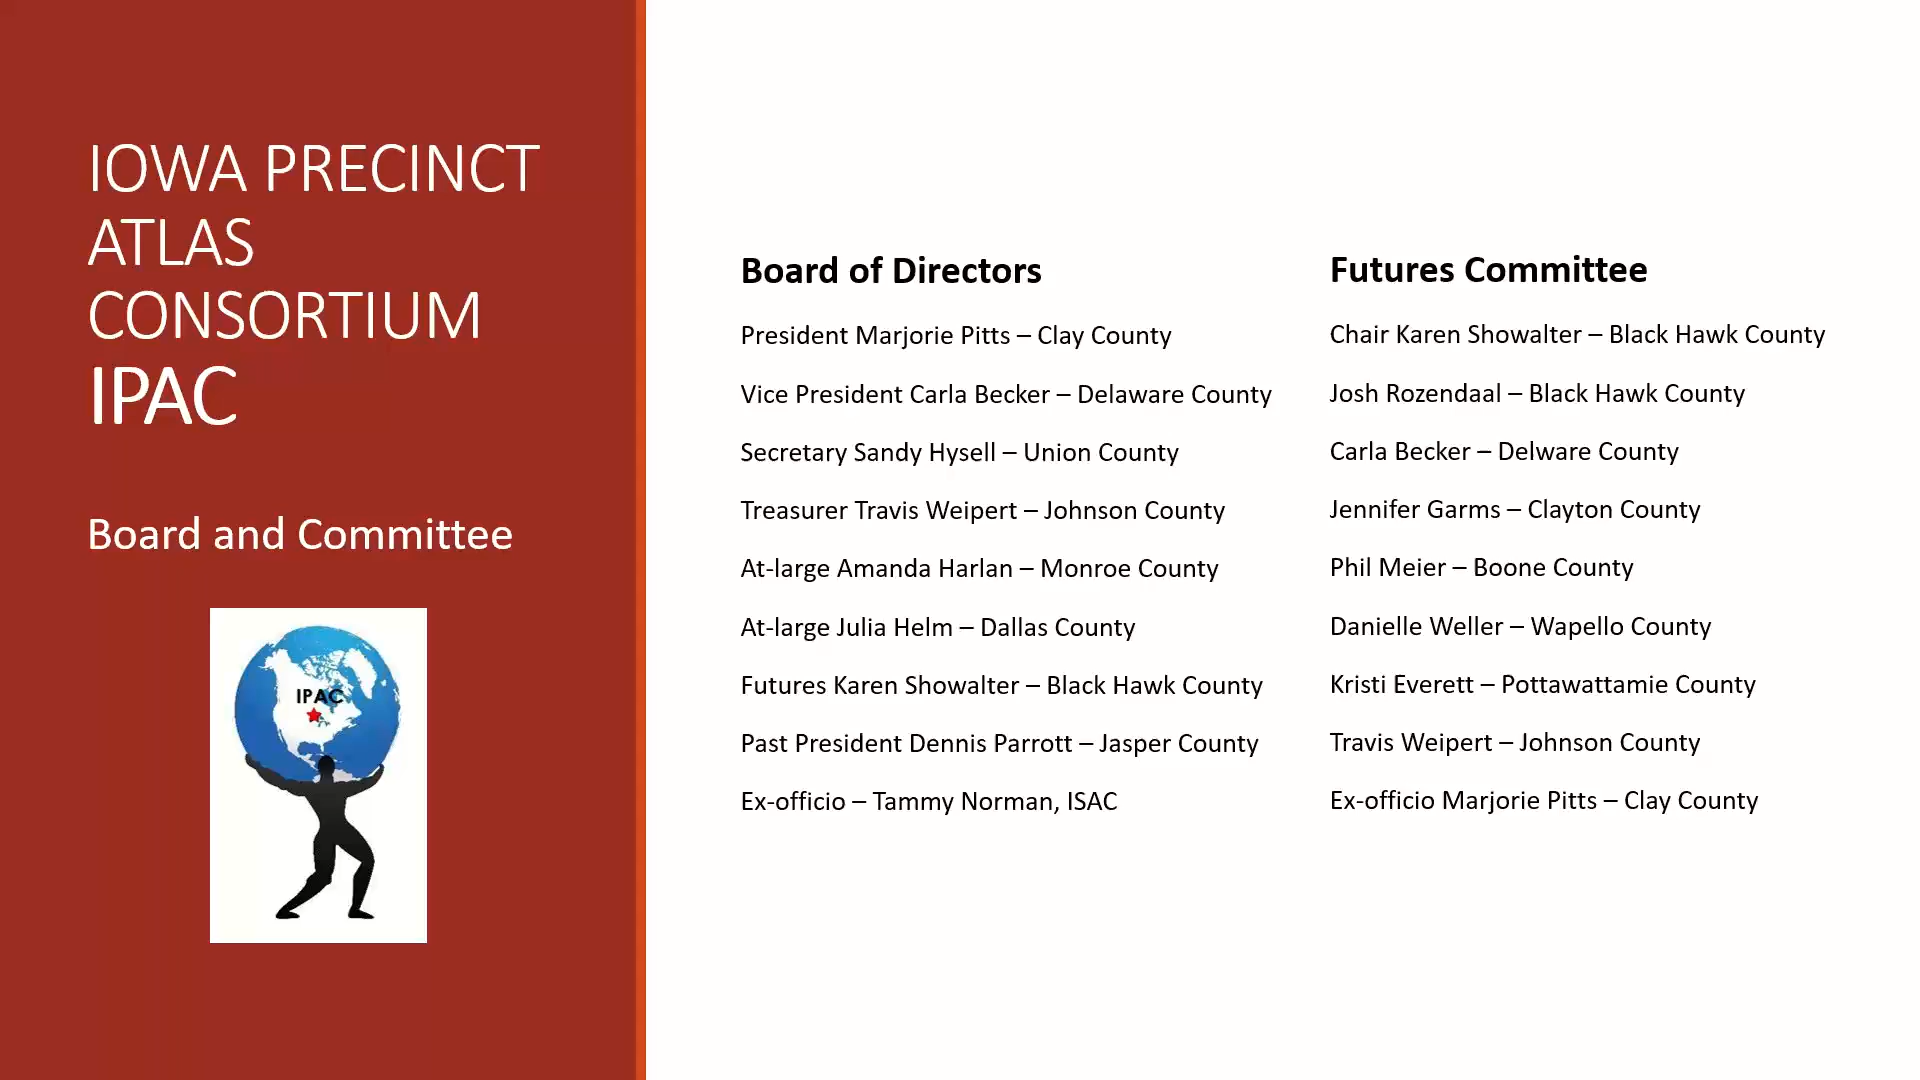 IOWA PRECINCT
ATLAS
CONSORTIUM
IPAC
Board and Committee
IPAC
Board of Directors
President Marjorie Pitts – Clay County
Vice President Carla Becker – Delaware County
Secretary Sandy Hysell – Union County
Treasurer Travis Weipert – Johnson County
At-large Amanda Harlan – Monroe County
At-large Julia Helm – Dallas County
Futures Karen Showalter – Black Hawk County
Past President Dennis Parrott – Jasper County
Ex-officio – Tammy Norman, ISAC
Futures Committee
Chair Karen Showalter – Black Hawk County
Josh Rozendaal – Black Hawk County
Carla Becker – Delware County
Jennifer Garms – Clayton County
Phil Meier – Boone County
Danielle Weller – Wapello County
Kristi Everett – Pottawattamie County
Travis Weipert – Johnson County
Ex-officio Marjorie Pitts – Clay County